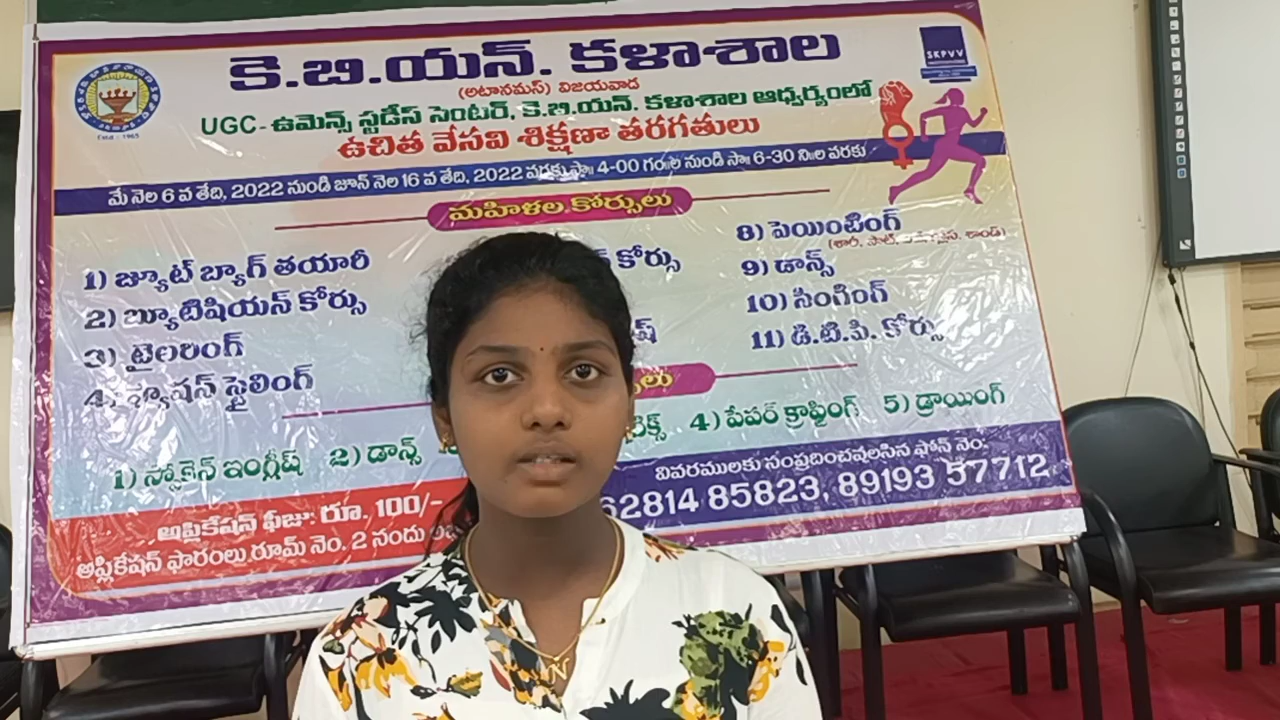 కె.బి.యన్. కళాశాల
(అటానమస్) విజయవాడ
SKPVV
Estd - 1965
UGC - ఉమెన్స్ స్టడీస్ సెంటర్, కె.బి.యన్. కళాశాల ఆధ్వర్యంలో
ఉచిత వేసవి శిక్షణా తరగతులు
మే నెల 6 వ తేది, 2022 నుండి జూన్ నెల 16 వ తేది, 2022 వరకు సా॥ 4-00 గం॥ల నుండి సా॥ 6-30 ని॥ల వరకు
మహిళల కోర్సులు
1) జ్యూట్ బ్యాగ్ తయారీ
2) బ్యూటిషియన్ కోర్సు
3) టైలరింగ్
4) ఫ్యాషన్ స్టైలింగ్
కోర్సు
8) పెయింటింగ్
9) డాన్స్
10) సింగింగ్
11) డి.టి.పి. కోర్సు
1) స్పోకెన్ ఇంగ్లీష్ 2) డాన్స్ 4) పేపర్ క్రాఫ్టింగ్ 5) డ్రాయింగ్
అప్లికేషన్ ఫీజు: రూ. 100/-
అప్లికేషన్ ఫారంలు రూమ్ నెం. 2 నందు
వివరములకు సంప్రదించవలసిన ఫోన్ నెం:
62814 85823, 89193 57712